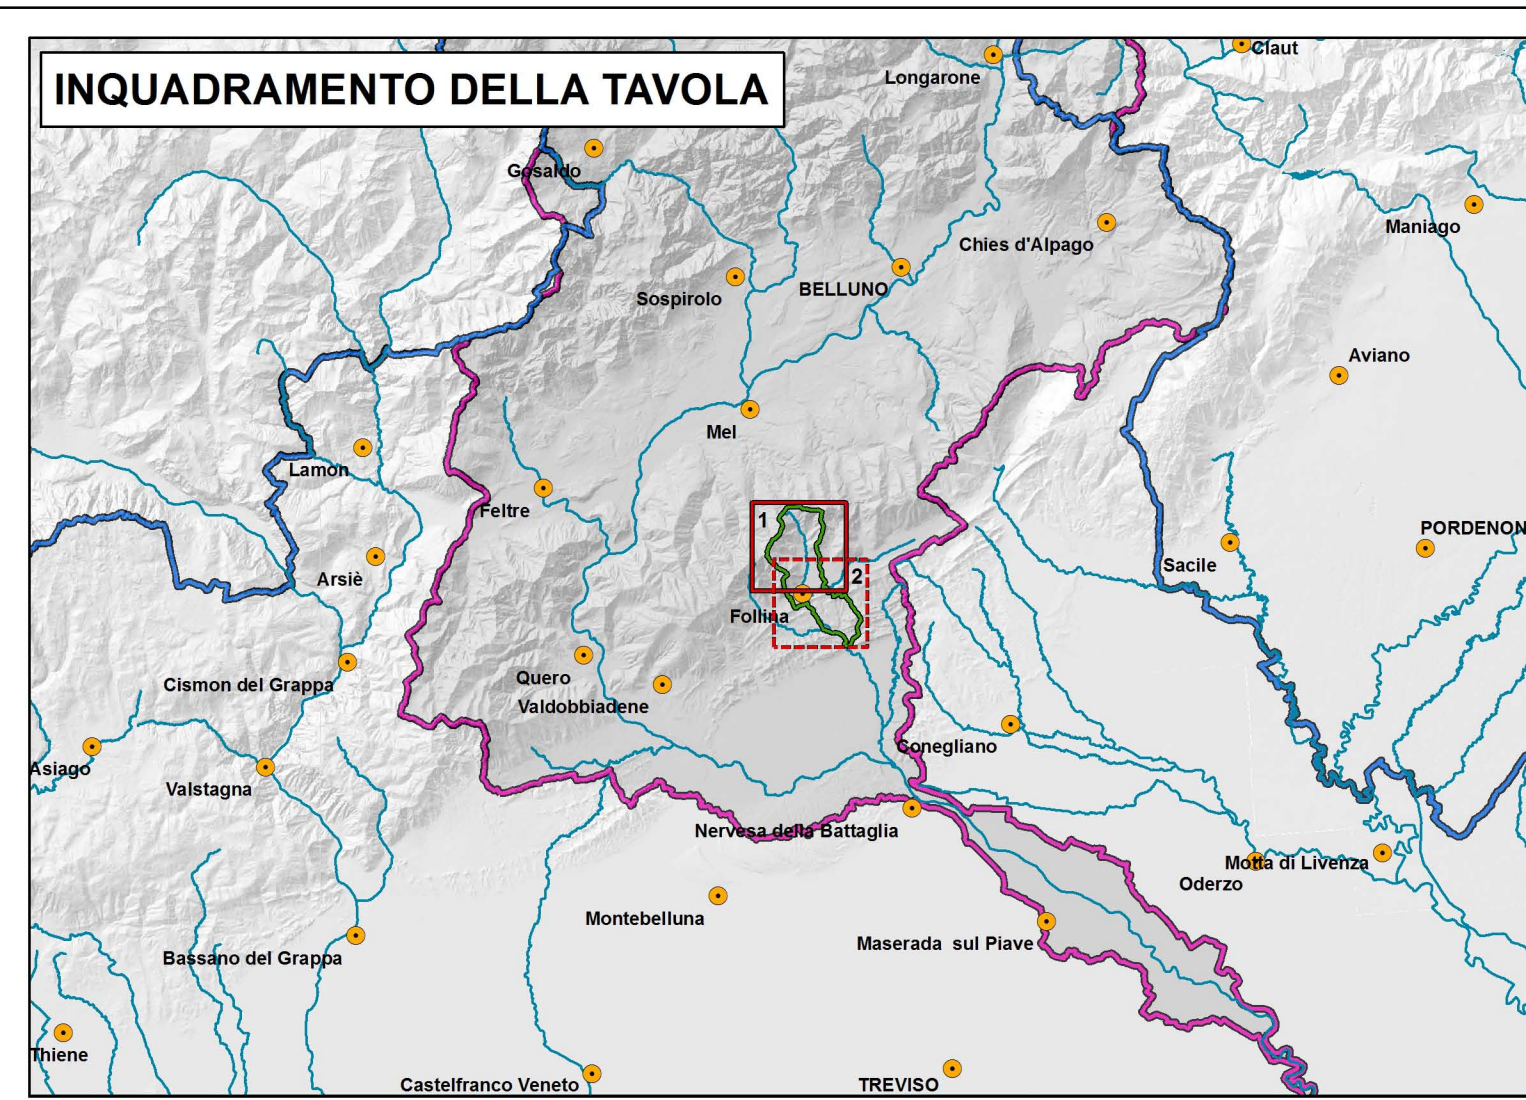 INQUADRAMENTO DELLA TAVOLA
Claut
Longarone
Gosaldo
Maniago
Chies d'Alpago
BELLUNO
Sospirolo
Aviano
Mel
Lamon
Feltre
1
PORDENON
Sacile
2
Arsiè
Follina
Quero
Cismon del Grappa
Valdobbiadene
Conegliano
Asiago
Valstagna
Nervesa della Battaglia
Motta di Livenza
Oderzo
Montebelluna
Maserada sul Piave
Bassano del Grappa
Thiene
Castelfranco Veneto
TREVISO